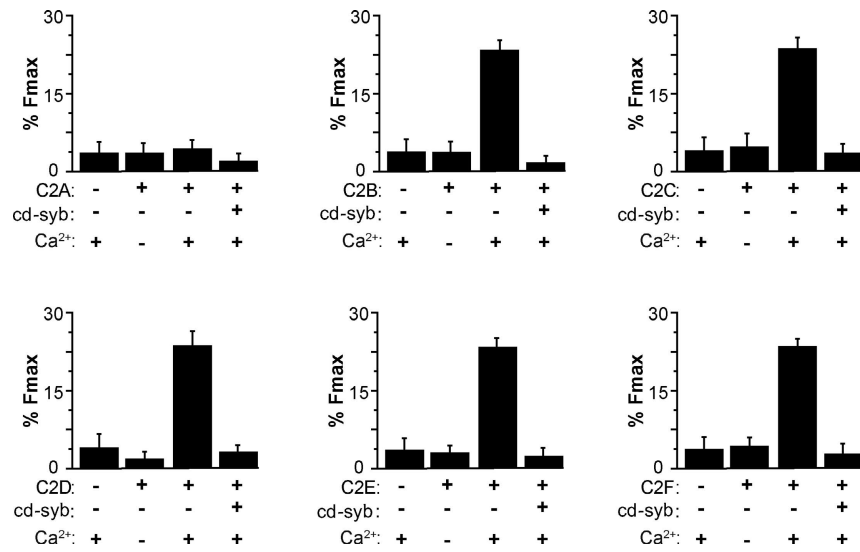 30 30 30
% Fmax % Fmax % Fmax
15 15 15
0 0 0
C2A: - + + + C2B: - + + + C2C: - + + +
cd-syb: - - - + cd-syb: - - - + cd-syb: - - - +
Ca²⁺: + - + + Ca²⁺: + - + + Ca²⁺: + - + +
30 30 30
% Fmax % Fmax % Fmax
15 15 15
0 0 0
C2D: - + + + C2E: - + + + C2F: - + + +
cd-syb: - - - + cd-syb: - - - + cd-syb: - - - +
Ca²⁺: + - + + Ca²⁺: + - + + Ca²⁺: + - + +